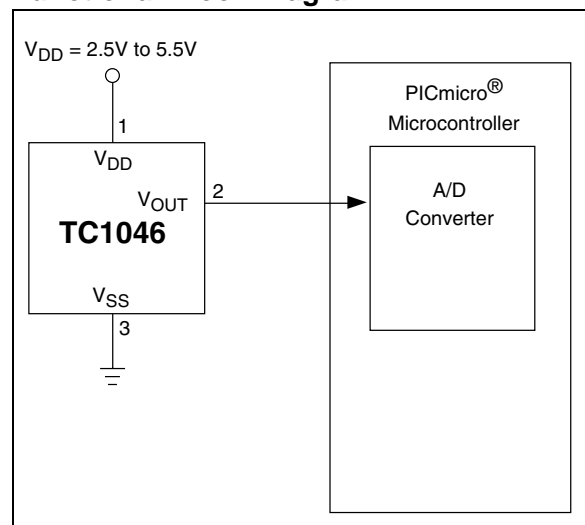 V_DD = 2.5V to 5.5V
1
V_DD
V_OUT
2
TC1046
V_SS
3
PICmicro®
Microcontroller
A/D
Converter